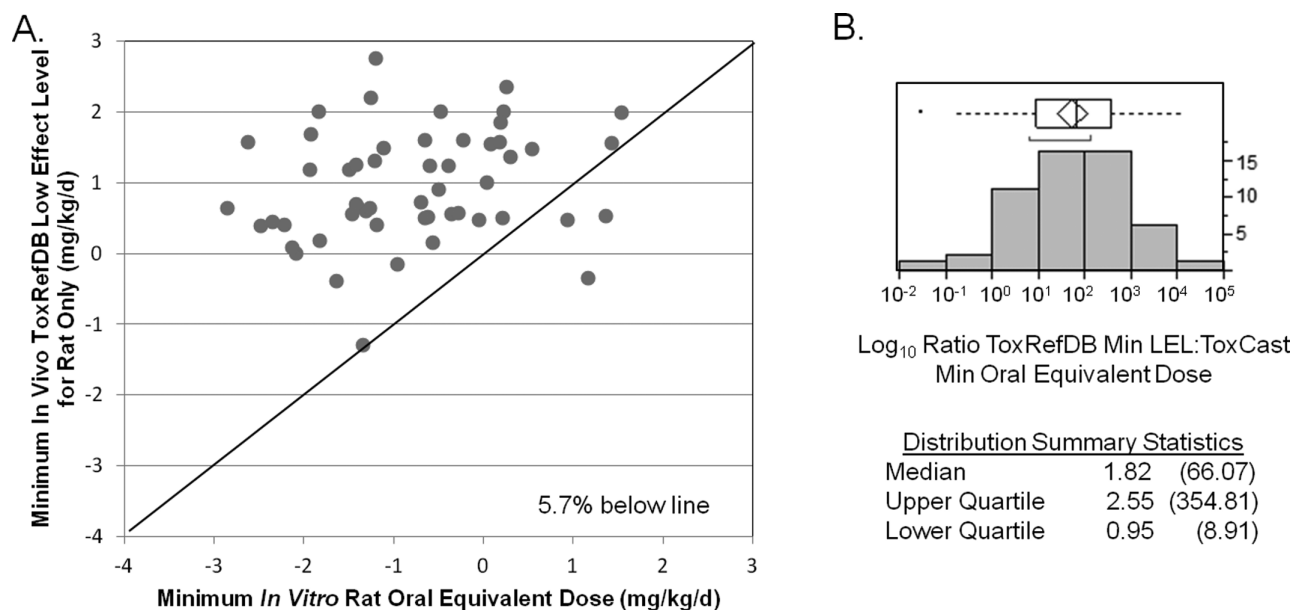 A.
Minimum In Vivo ToxRefDB Low Effect Level
for Rat Only (mg/kg/d)
3
2
1
0
-1
-2
-3
-4
5.7% below line
-4 -3 -2 -1 0 1 2 3
Minimum In Vitro Rat Oral Equivalent Dose (mg/kg/d)
B.
15
10
5
10-2 10-1 100 101 102 103 104 105
Log10 Ratio ToxRefDB Min LEL:ToxCast
Min Oral Equivalent Dose
Distribution Summary Statistics
Median 1.82 (66.07)
Upper Quartile 2.55 (354.81)
Lower Quartile 0.95 (8.91)